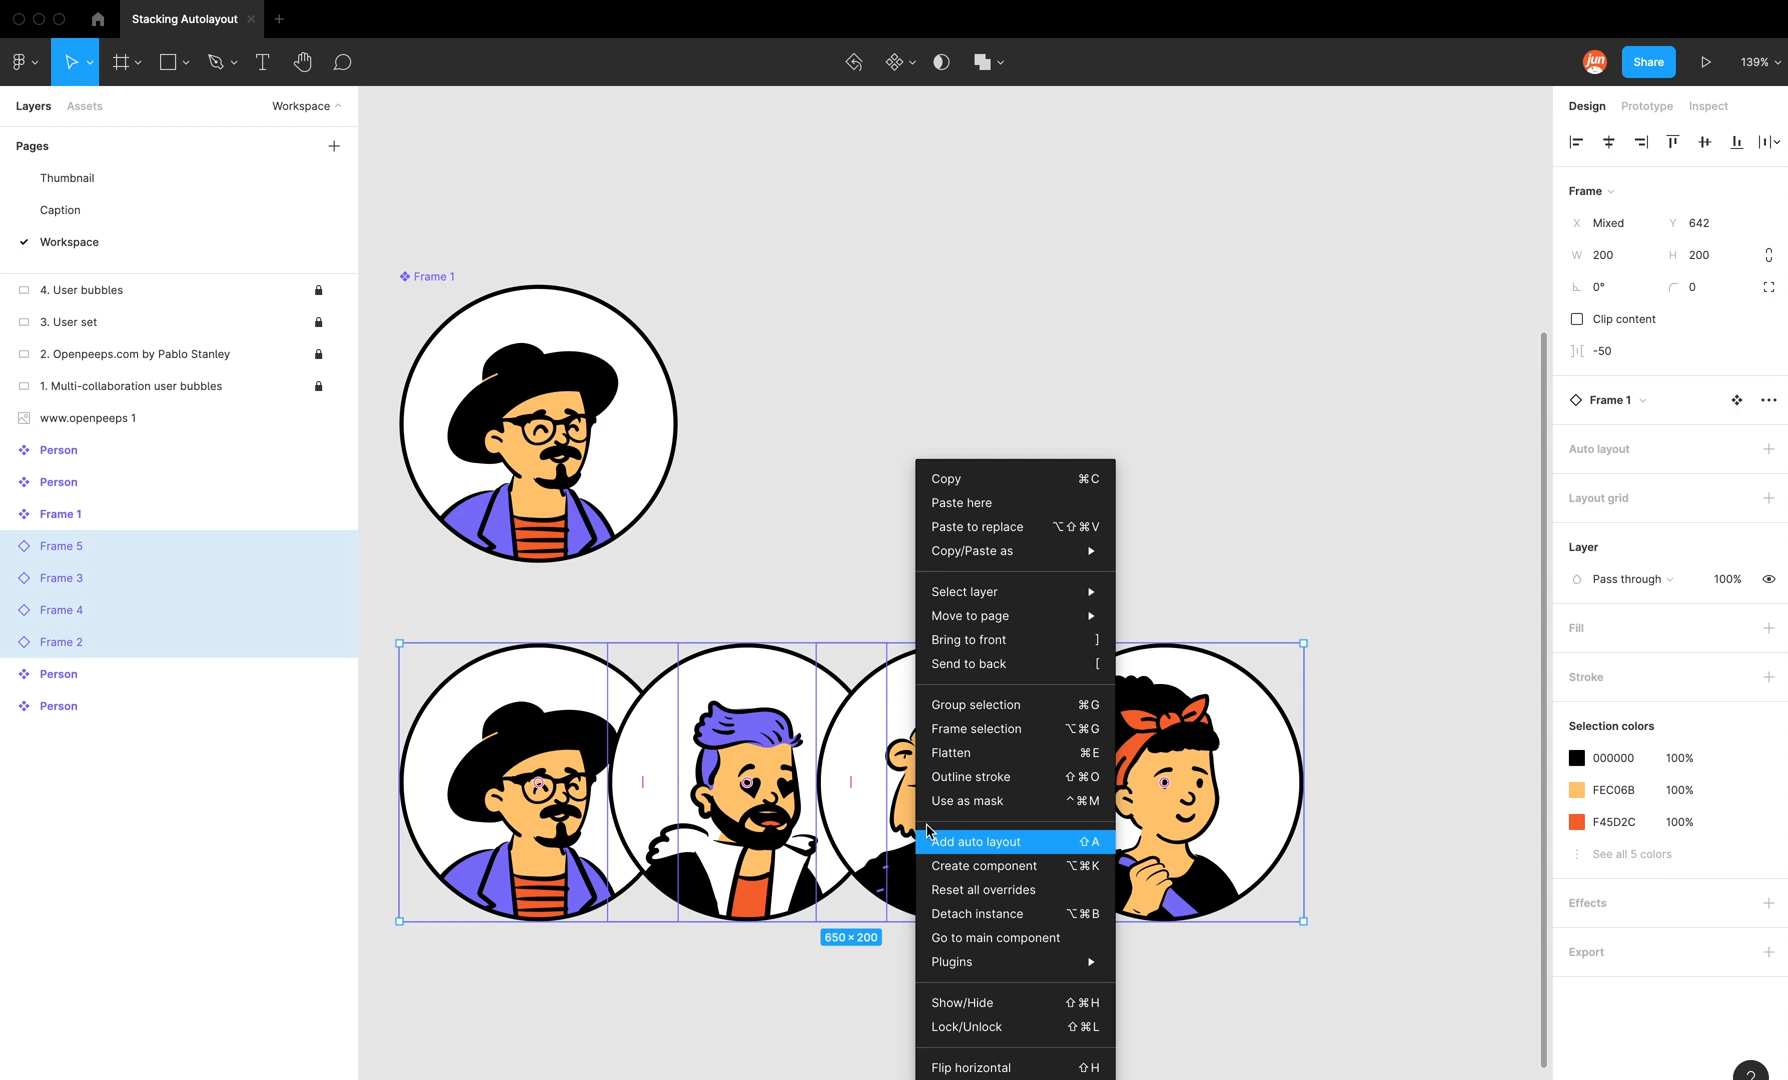 Stacking Autolayout
jun
Share
139%
Layers
Assets
Workspace
Pages
Thumbnail
Caption
Workspace
4. User bubbles
3. User set
2. Openpeeps.com by Pablo Stanley
1. Multi-collaboration user bubbles
www.openpeeps 1
Person
Person
Frame 1
Frame 5
Frame 3
Frame 4
Frame 2
Person
Person
Frame 1
650 × 200
Copy ⌘C
Paste here
Paste to replace ⌥⇧⌘V
Copy/Paste as
Select layer
Move to page
Bring to front ]
Send to back [
Group selection ⌘G
Frame selection ⌥⌘G
Flatten ⌘E
Outline stroke ⇧⌘O
Use as mask ^⌘M
Add auto layout ⇧A
Create component ⌥⌘K
Reset all overrides
Detach instance ⌥⌘B
Go to main component
Plugins
Show/Hide ⇧⌘H
Lock/Unlock ⇧⌘L
Flip horizontal ⇧H
Design
Prototype
Inspect
Frame
X Mixed Y 642
W 200 H 200
0° 0
Clip content
-50
Frame 1
Auto layout
Layout grid
Layer
Pass through 100%
Fill
Stroke
Selection colors
000000 100%
FEC06B 100%
F45D2C 100%
See all 5 colors
Effects
Export
?